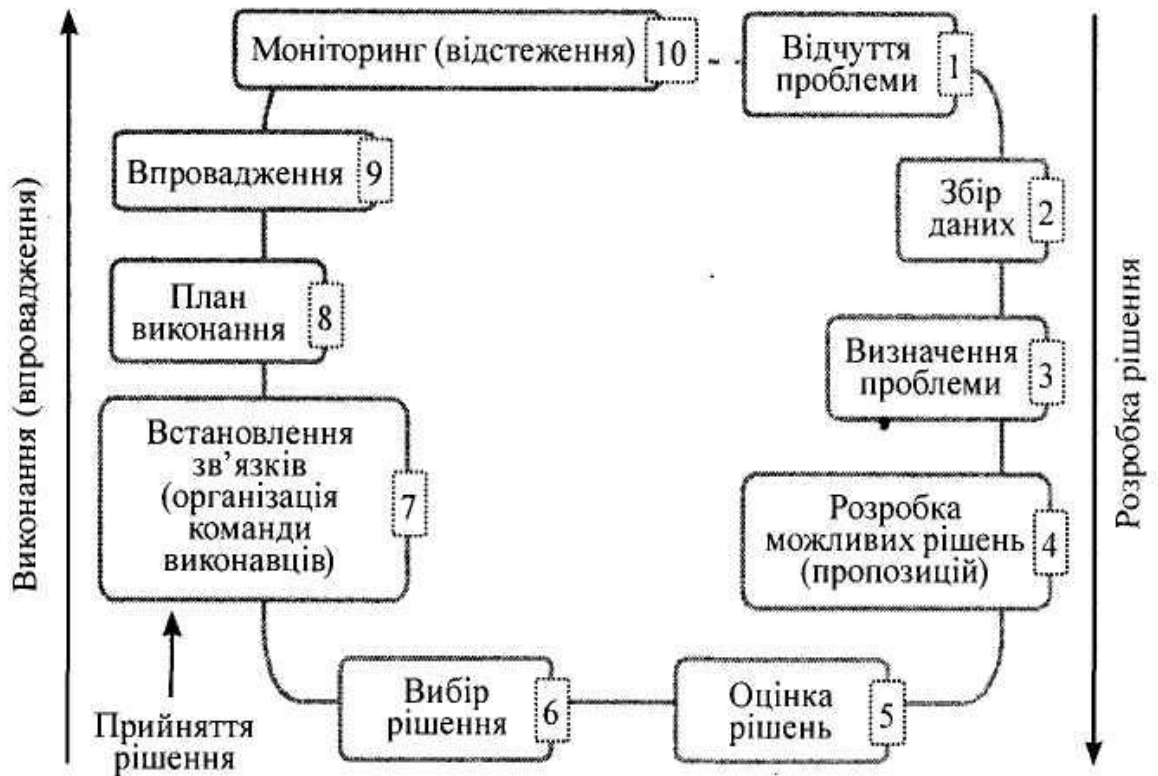 Моніторинг (відстеження)
10
Відчуття
проблеми
1
Збір
даних
2
Визначення
проблеми
3
Розробка
можливих рішень
(пропозицій)
4
Оцінка
рішень
5
Вибір
рішення
6
Встановлення
зв’язків
(організація
команди
виконавців)
7
План
виконання
8
Впровадження
9
Прийняття
рішення
Виконання (впровадження)
Розробка рішення